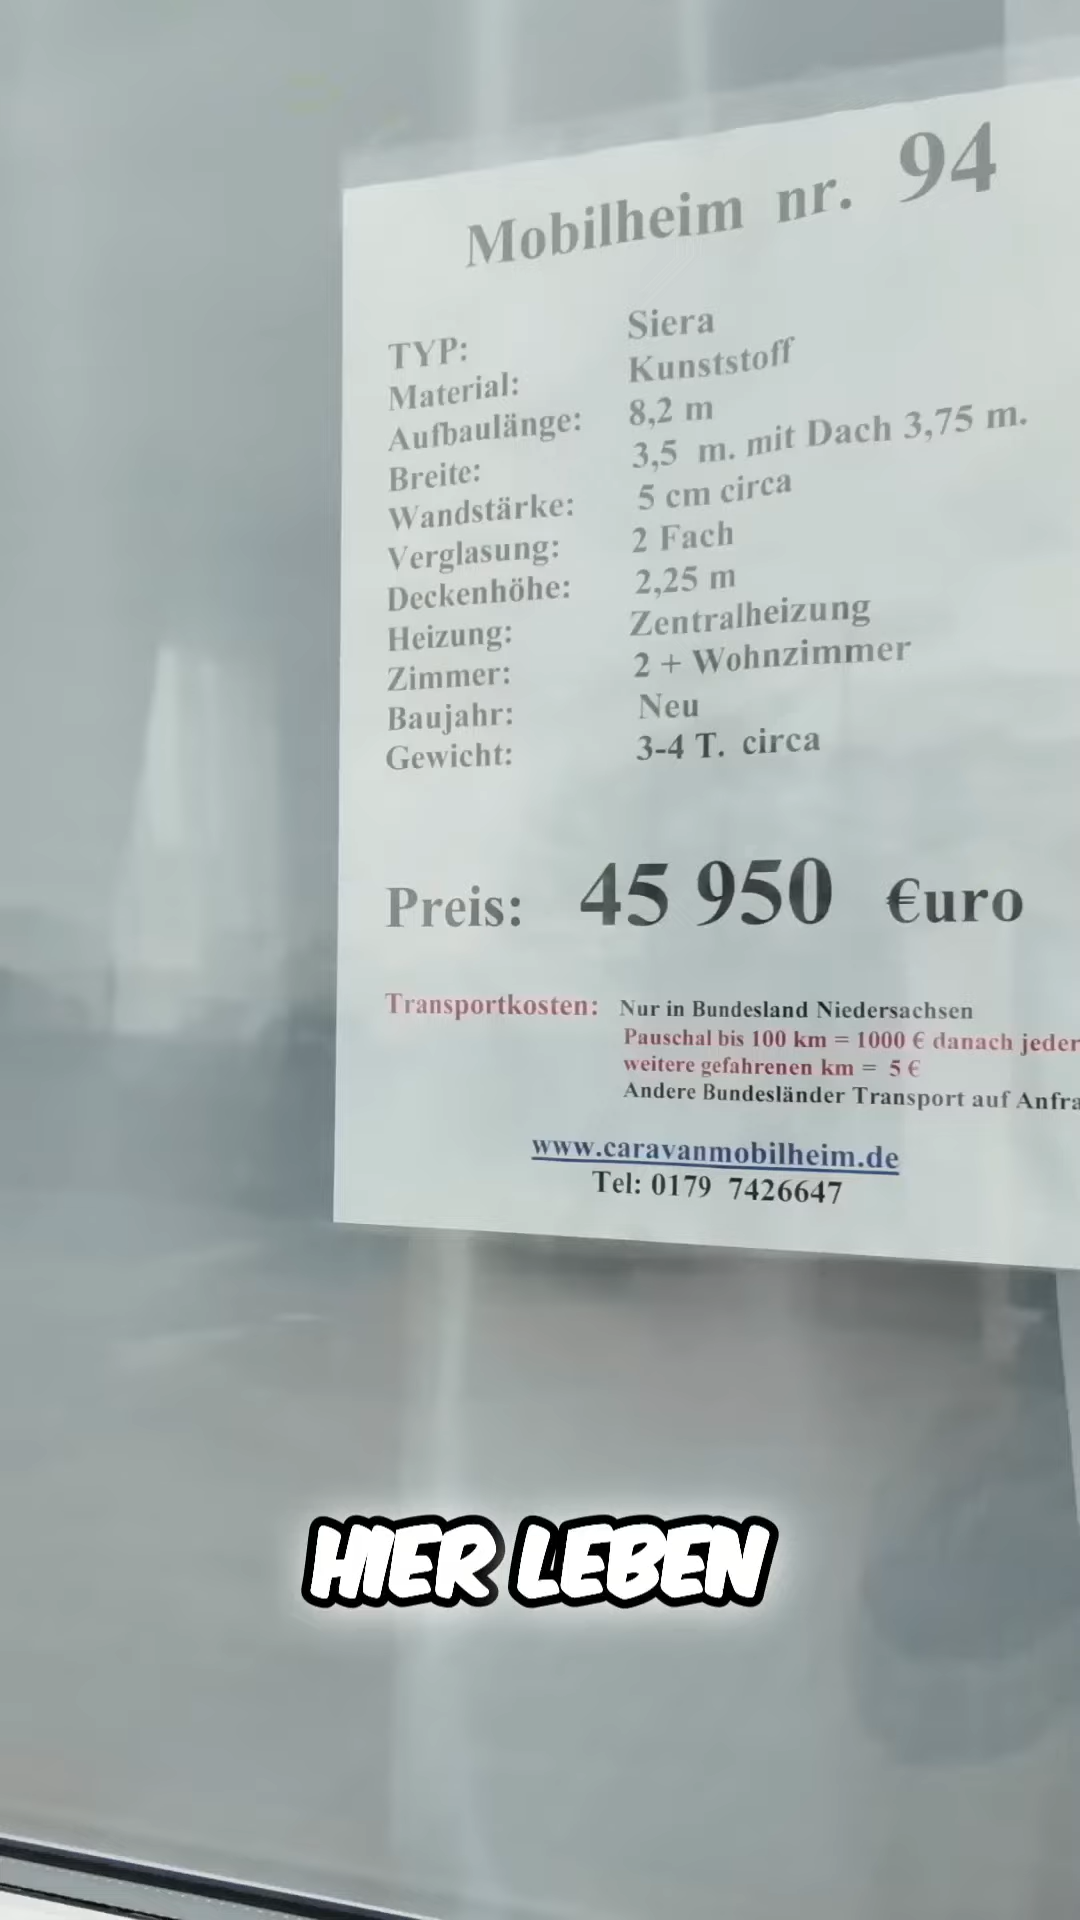 Mobilheim nr. 94
TYP: Siera
Material: Kunststoff
Aufbaulänge: 8,2 m
Breite: 3,5 m. mit Dach 3,75 m.
Wandstärke: 5 cm circa
Verglasung: 2 Fach
Deckenhöhe: 2,25 m
Heizung: Zentralheizung
Zimmer: 2 + Wohnzimmer
Baujahr: Neu
Gewicht: 3-4 T. circa
Preis: 45 950 €uro
Transportkosten: Nur in Bundesland Niedersachsen
Pauschal bis 100 km = 1000 € danach jeder
weitere gefahrenen km = 5 €
Andere Bundesländer Transport auf Anfra
www.caravanmobilheim.de
Tel: 0179 7426647
HIER LEBEN